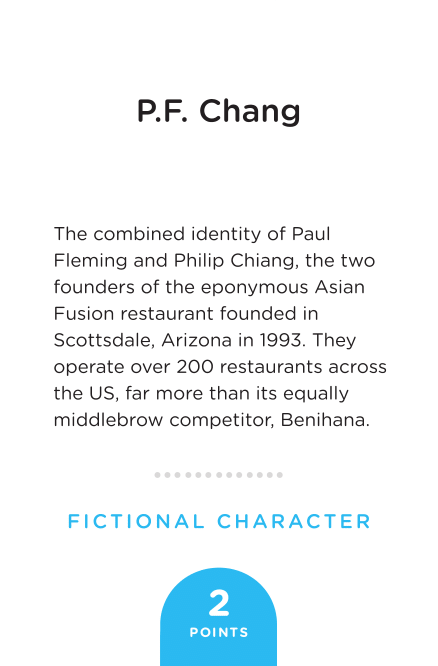 P.F. Chang
The combined identity of Paul
Fleming and Philip Chiang, the two
founders of the eponymous Asian
Fusion restaurant founded in
Scottsdale, Arizona in 1993. They
operate over 200 restaurants across
the US, far more than its equally
middlebrow competitor, Benihana.
FICTIONAL CHARACTER
2
POINTS